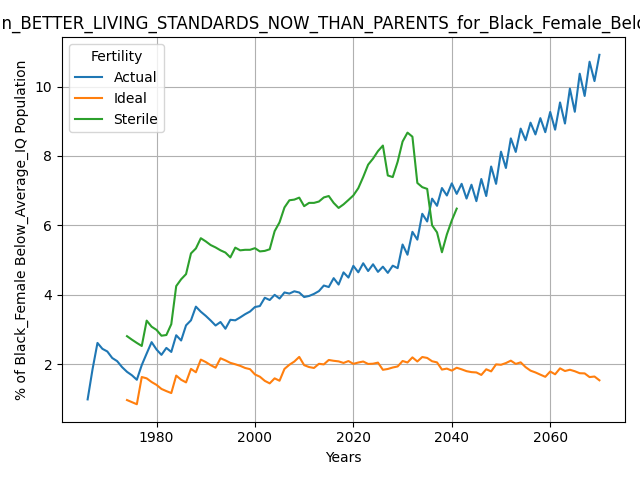 n_BETTER_LIVING_STANDARDS_NOW_THAN_PARENTS_for_Black_Female_Belo
Fertility
Actual
Ideal
Sterile
% of Black_Female Below_Average_IQ Population
10
8
6
4
2
1980 2000 2020 2040 2060
Years